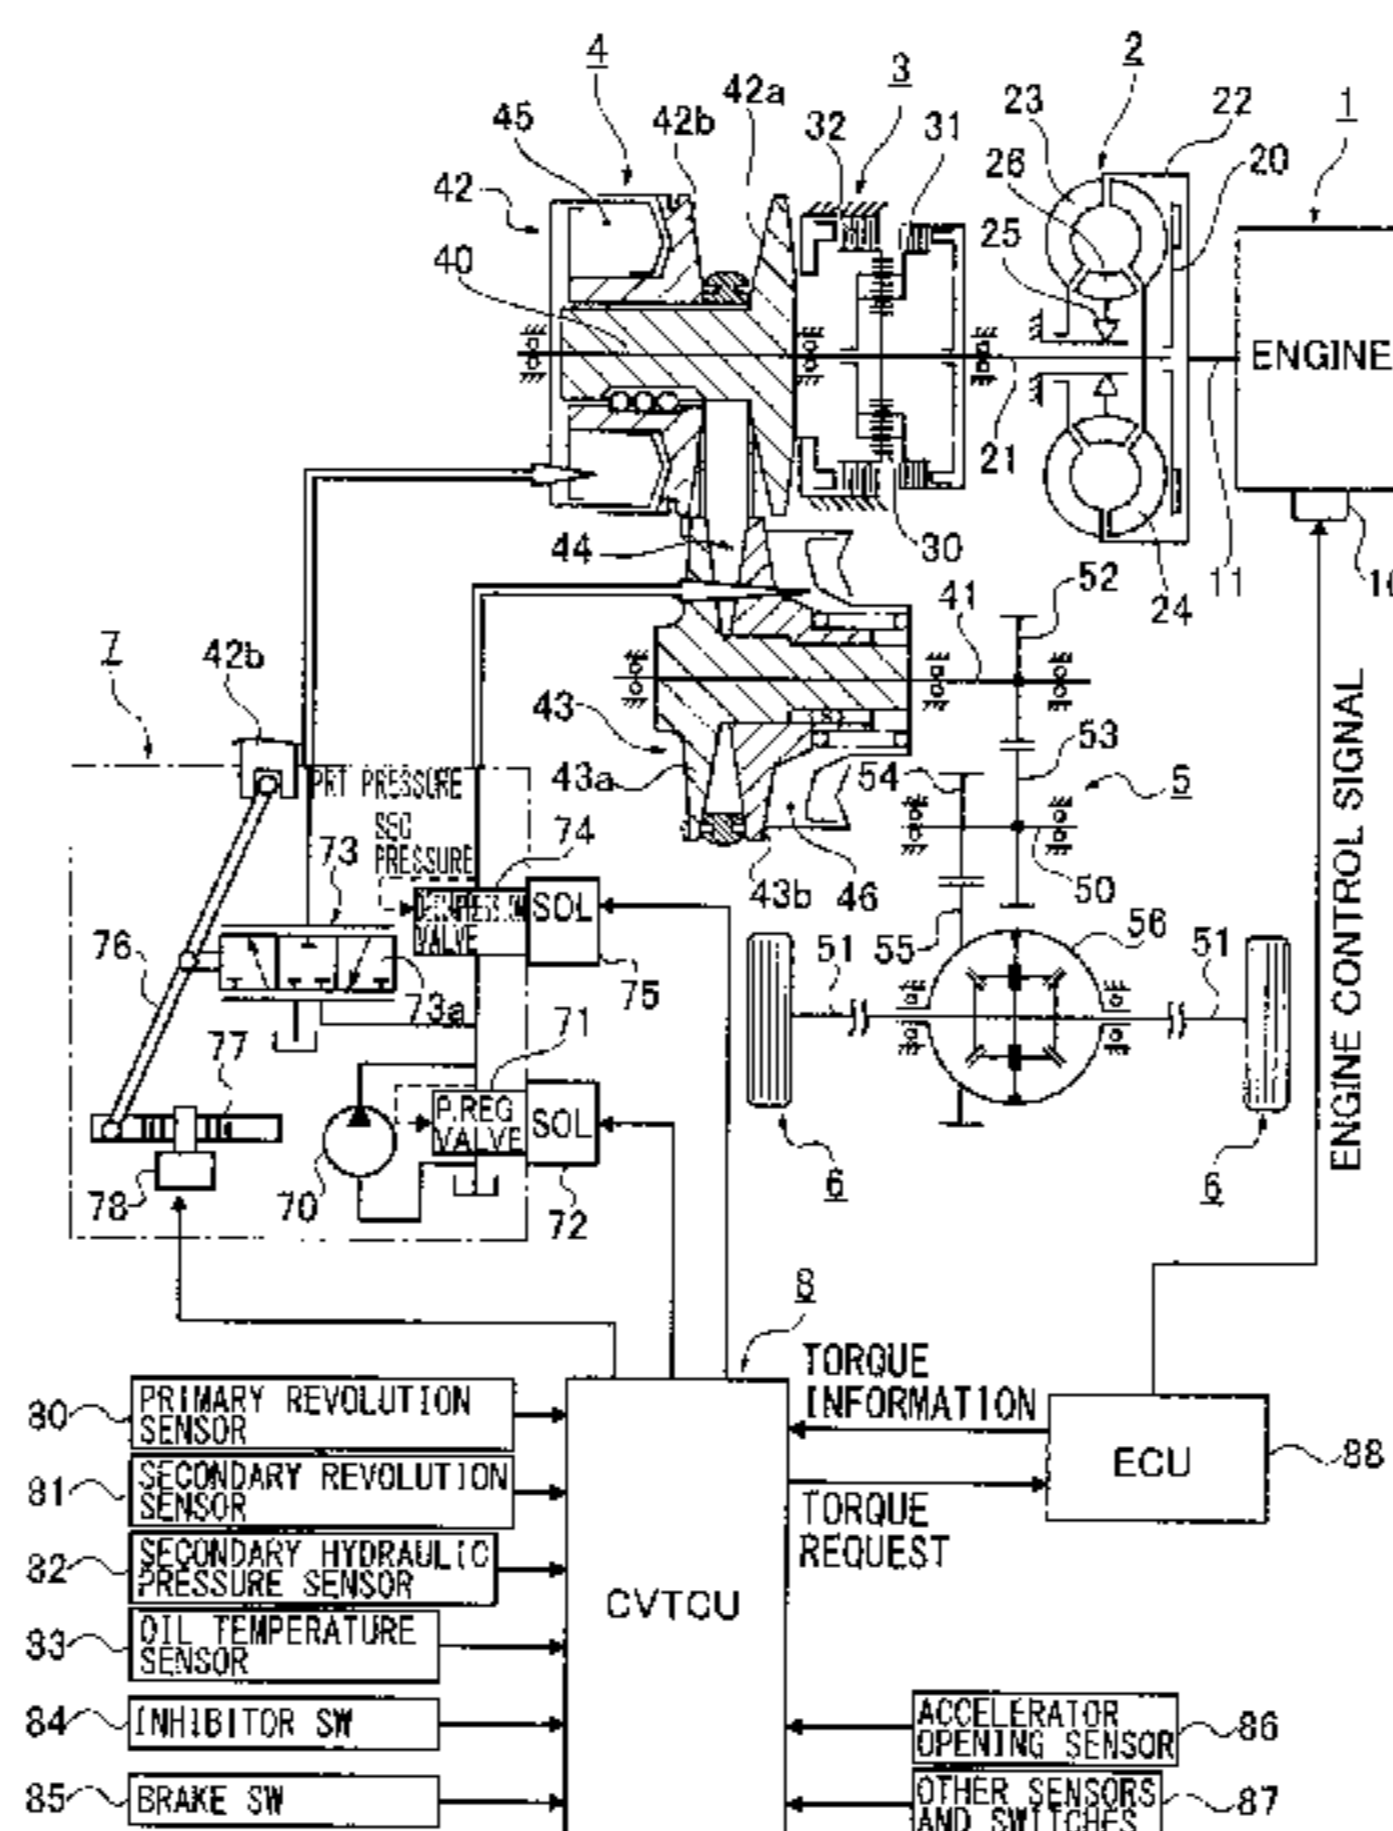 4
2
3
42a
45
42b
32
31
23
22
1
26
20
42
25
40
ENGINE
21
44
30
52
11
24
41
7
42b
43
53
PRT PRESSURE
43a
54
5
SEC
PRESSURE
74
73
43b
46
50
DECOMPRESSION
VALVE
SOL
76
55
51
56
51
75
73a
71
77
P.REG
VALVE
SOL
78
70
72
6
6
ENGINE CONTROL SIGNAL
8
TORQUE
INFORMATION
80
PRIMARY REVOLUTION
SENSOR
ECU
88
81
SECONDARY REVOLUTION
SENSOR
TORQUE
REQUEST
82
SECONDARY HYDRAULIC
PRESSURE SENSOR
CVTCU
83
OIL TEMPERATURE
SENSOR
84
INHIBITOR SW
ACCELERATOR
OPENING SENSOR
86
85
BRAKE SW
OTHER SENSORS
AND SWITCHES
87